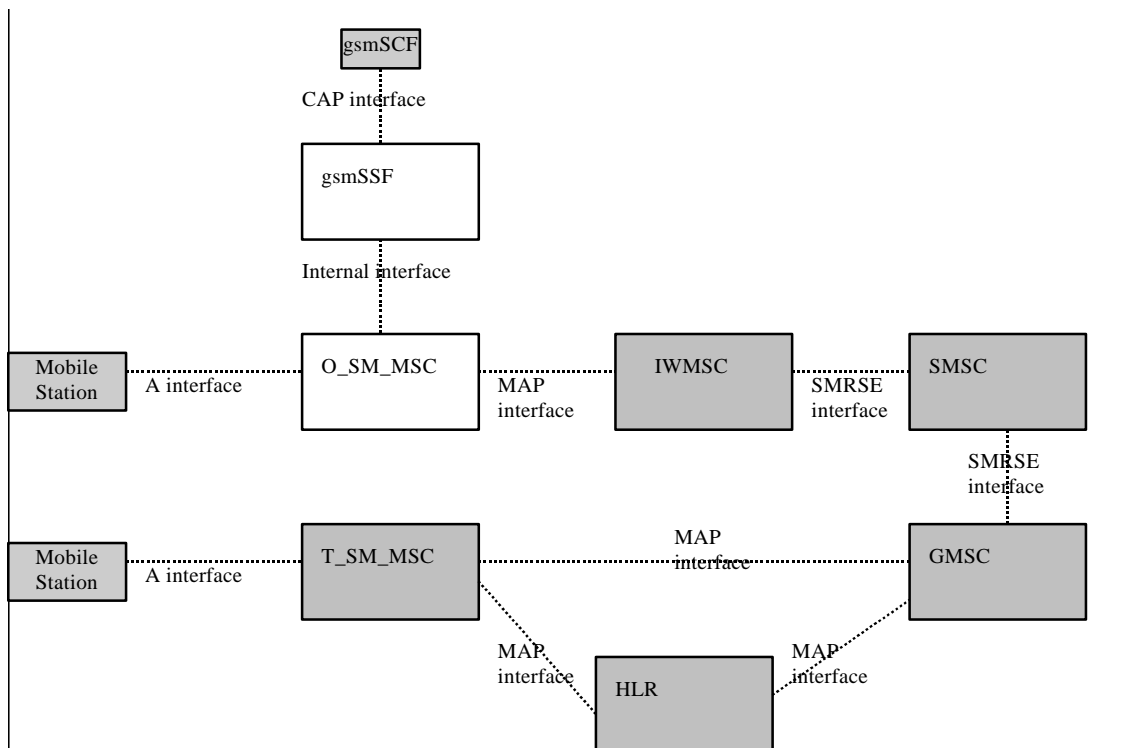 gsmSCF
CAP interface
gsmSSF
Internal interface
Mobile
Station
A interface
O_SM_MSC
MAP
interface
IWMSC
SMRSE
interface
SMSC
SMRSE
interface
Mobile
Station
A interface
T_SM_MSC
MAP
interface
GMSC
MAP
interface
HLR
MAP
interface